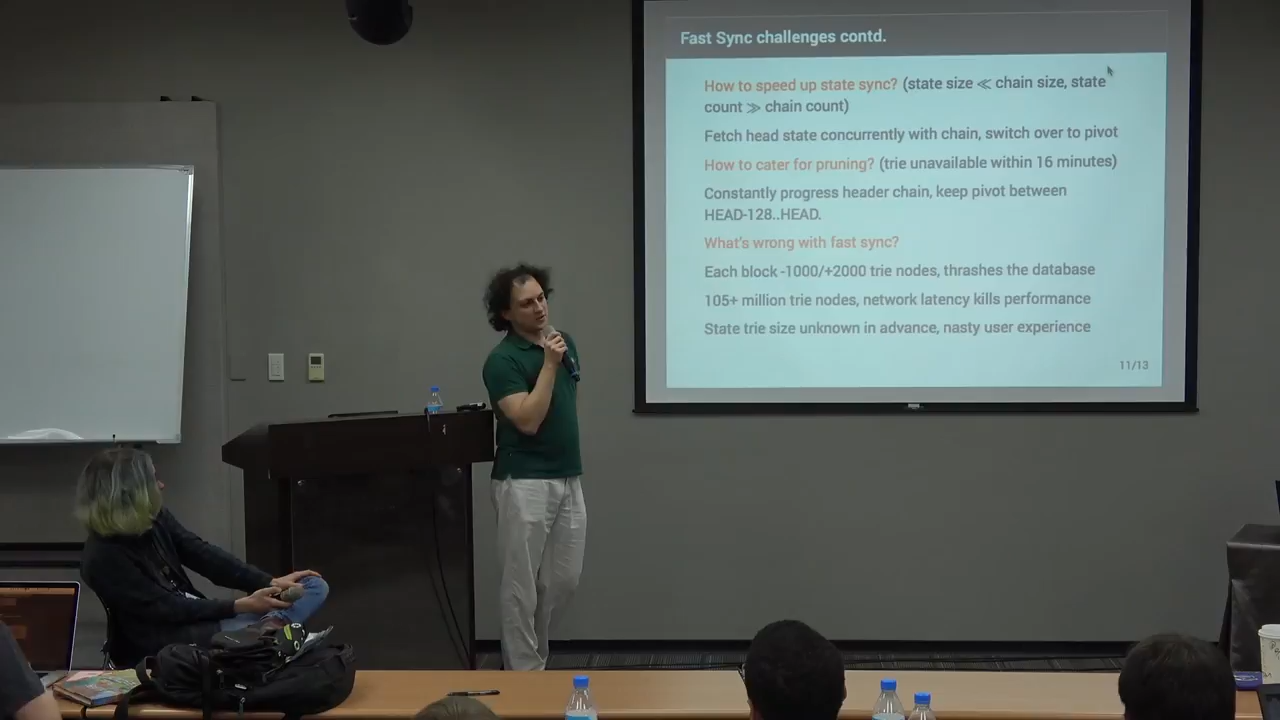 Fast Sync challenges contd.
How to speed up state sync? (state size ≪ chain size, state
count ≫ chain count)
Fetch head state concurrently with chain, switch over to pivot
How to cater for pruning? (trie unavailable within 16 minutes)
Constantly progress header chain, keep pivot between
HEAD-128..HEAD.
What's wrong with fast sync?
Each block -1000/+2000 trie nodes, thrashes the database
105+ million trie nodes, network latency kills performance
State trie size unknown in advance, nasty user experience
11/13